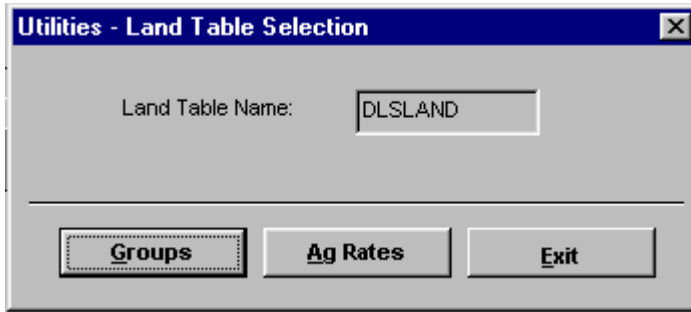 Utilities - Land Table Selection
Land Table Name: DLSLAND
Groups Ag Rates Exit